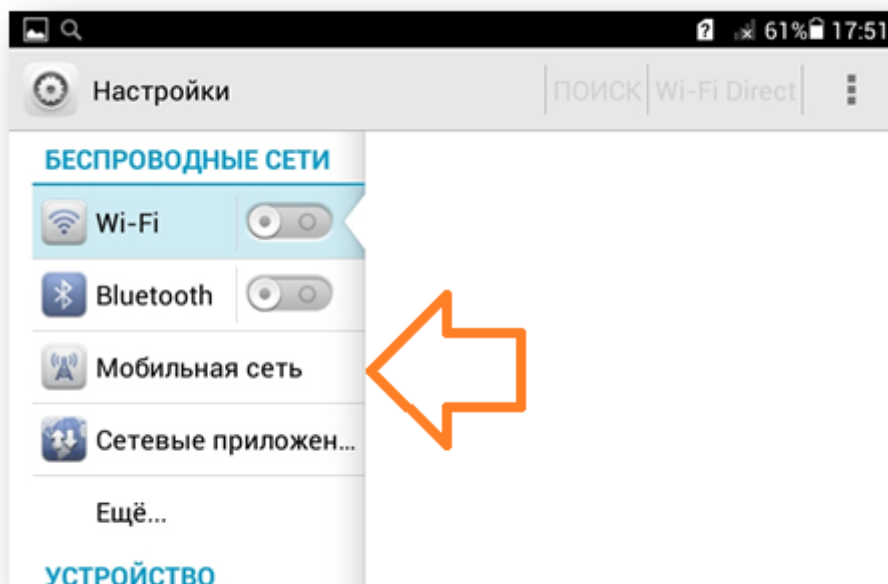 61% 17:51
Настройки ПОИСК Wi-Fi Direct
БЕСПРОВОДНЫЕ СЕТИ
Wi-Fi
Bluetooth
Мобильная сеть
Сетевые приложен...
Ещё...
УСТРОЙСТВО